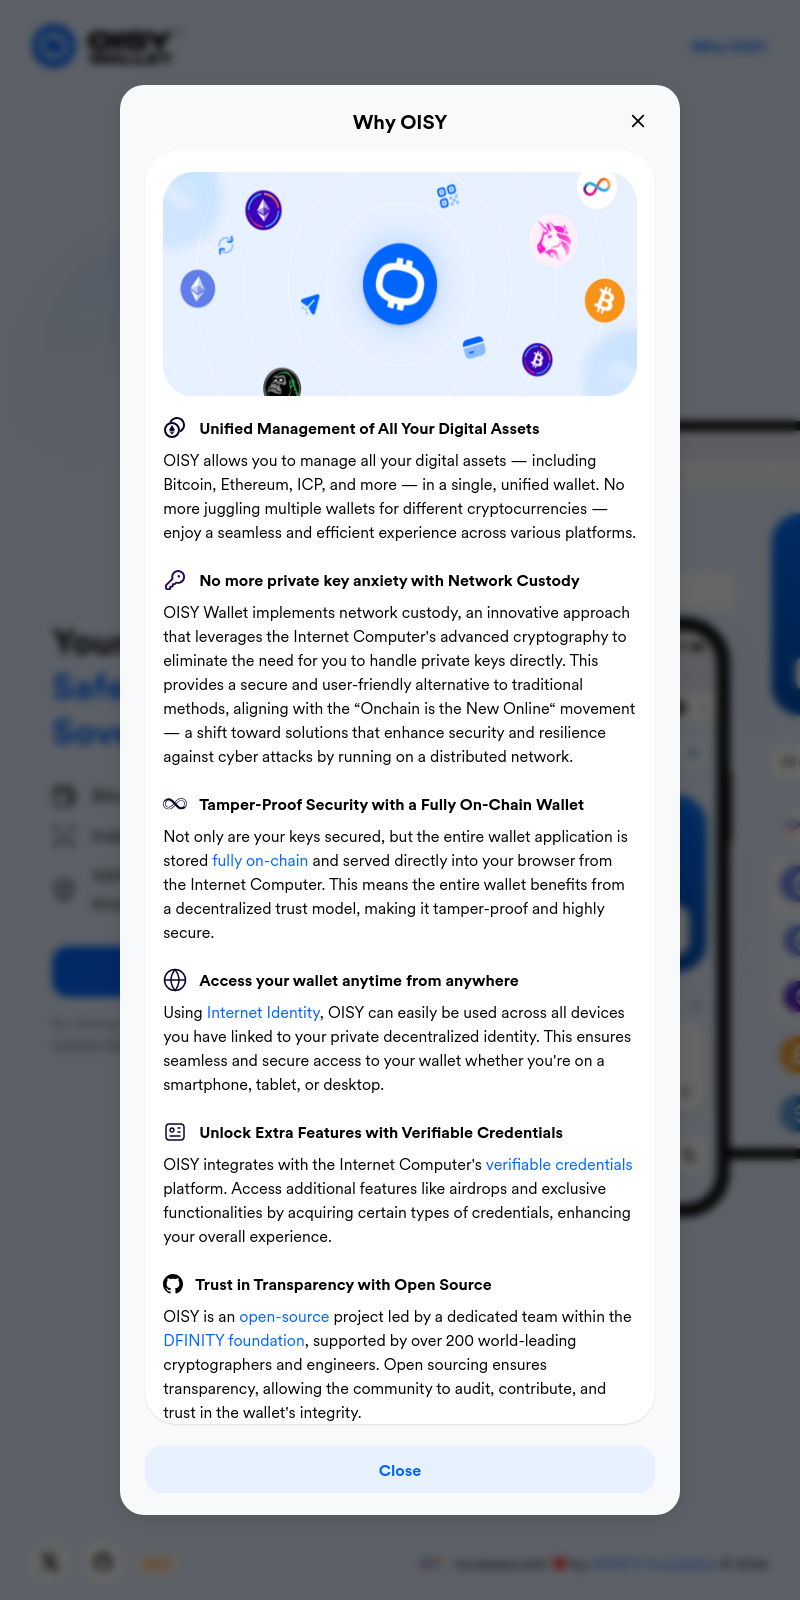 OISY
WALLET
Why OISY
Why OISY
Unified Management of All Your Digital Assets
OISY allows you to manage all your digital assets — including
Bitcoin, Ethereum, ICP, and more — in a single, unified wallet. No
more juggling multiple wallets for different cryptocurrencies —
enjoy a seamless and efficient experience across various platforms.
No more private key anxiety with Network Custody
OISY Wallet implements network custody, an innovative approach
that leverages the Internet Computer's advanced cryptography to
eliminate the need for you to handle private keys directly. This
provides a secure and user-friendly alternative to traditional
methods, aligning with the “Onchain is the New Online“ movement
— a shift toward solutions that enhance security and resilience
against cyber attacks by running on a distributed network.
Tamper-Proof Security with a Fully On-Chain Wallet
Not only are your keys secured, but the entire wallet application is
stored fully on-chain and served directly into your browser from
the Internet Computer. This means the entire wallet benefits from
a decentralized trust model, making it tamper-proof and highly
secure.
Access your wallet anytime from anywhere
Using Internet Identity, OISY can easily be used across all devices
you have linked to your private decentralized identity. This ensures
seamless and secure access to your wallet whether you're on a
smartphone, tablet, or desktop.
Unlock Extra Features with Verifiable Credentials
OISY integrates with the Internet Computer's verifiable credentials
platform. Access additional features like airdrops and exclusive
functionalities by acquiring certain types of credentials, enhancing
your overall experience.
Trust in Transparency with Open Source
OISY is an open-source project led by a dedicated team within the
DFINITY foundation, supported by over 200 world-leading
cryptographers and engineers. Open sourcing ensures
transparency, allowing the community to audit, contribute, and
trust in the wallet's integrity.
Close